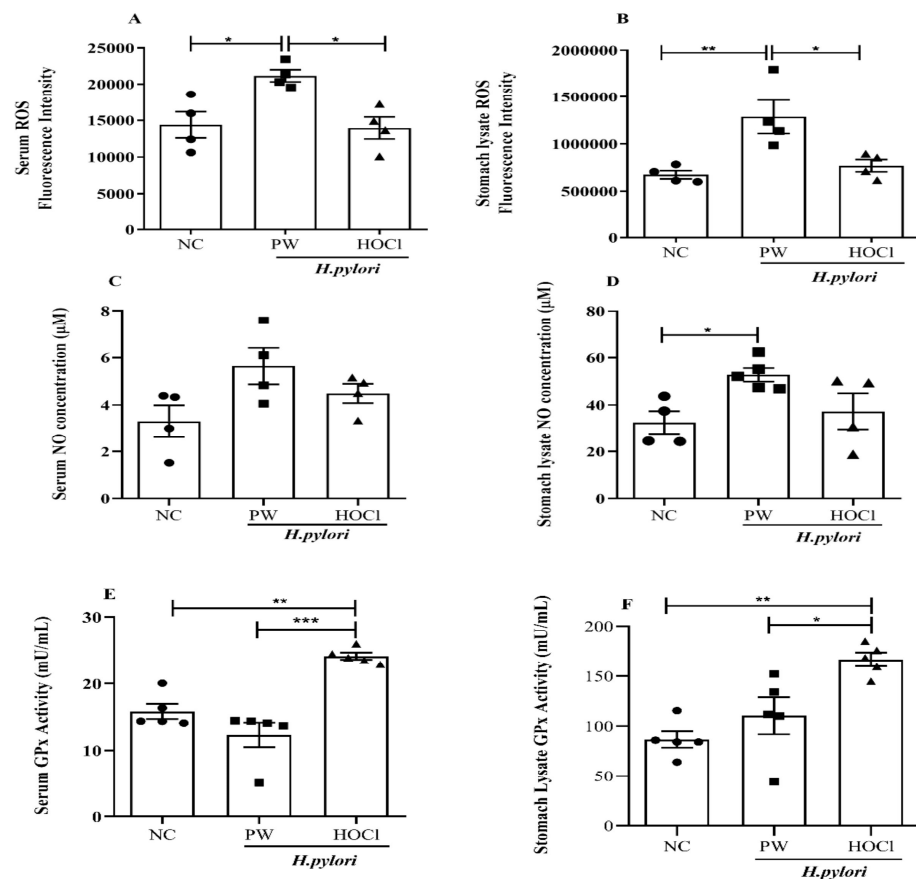 A
Serum ROS
Fluorescence Intensity
25000
20000
15000
10000
5000
0
*
*
NC
PW
HOCl
H.pylori
B
Stomach lysate ROS
Fluorescence Intensity
2000000
1500000
1000000
500000
0
**
*
NC
PW
HOCl
H.pylori
C
Serum NO concentration (µM)
8
6
4
2
0
NC
PW
HOCl
H.pylori
D
Stomach lysate NO concentration (µM)
80
60
40
20
0
*
NC
PW
HOCl
H.pylori
E
Serum GPx Activity (mU/mL)
30
20
10
0
**
***
NC
PW
HOCl
H.pylori
F
Stomach Lysate GPx Activity (mU/mL)
200
150
100
50
0
**
*
NC
PW
HOCl
H.pylori